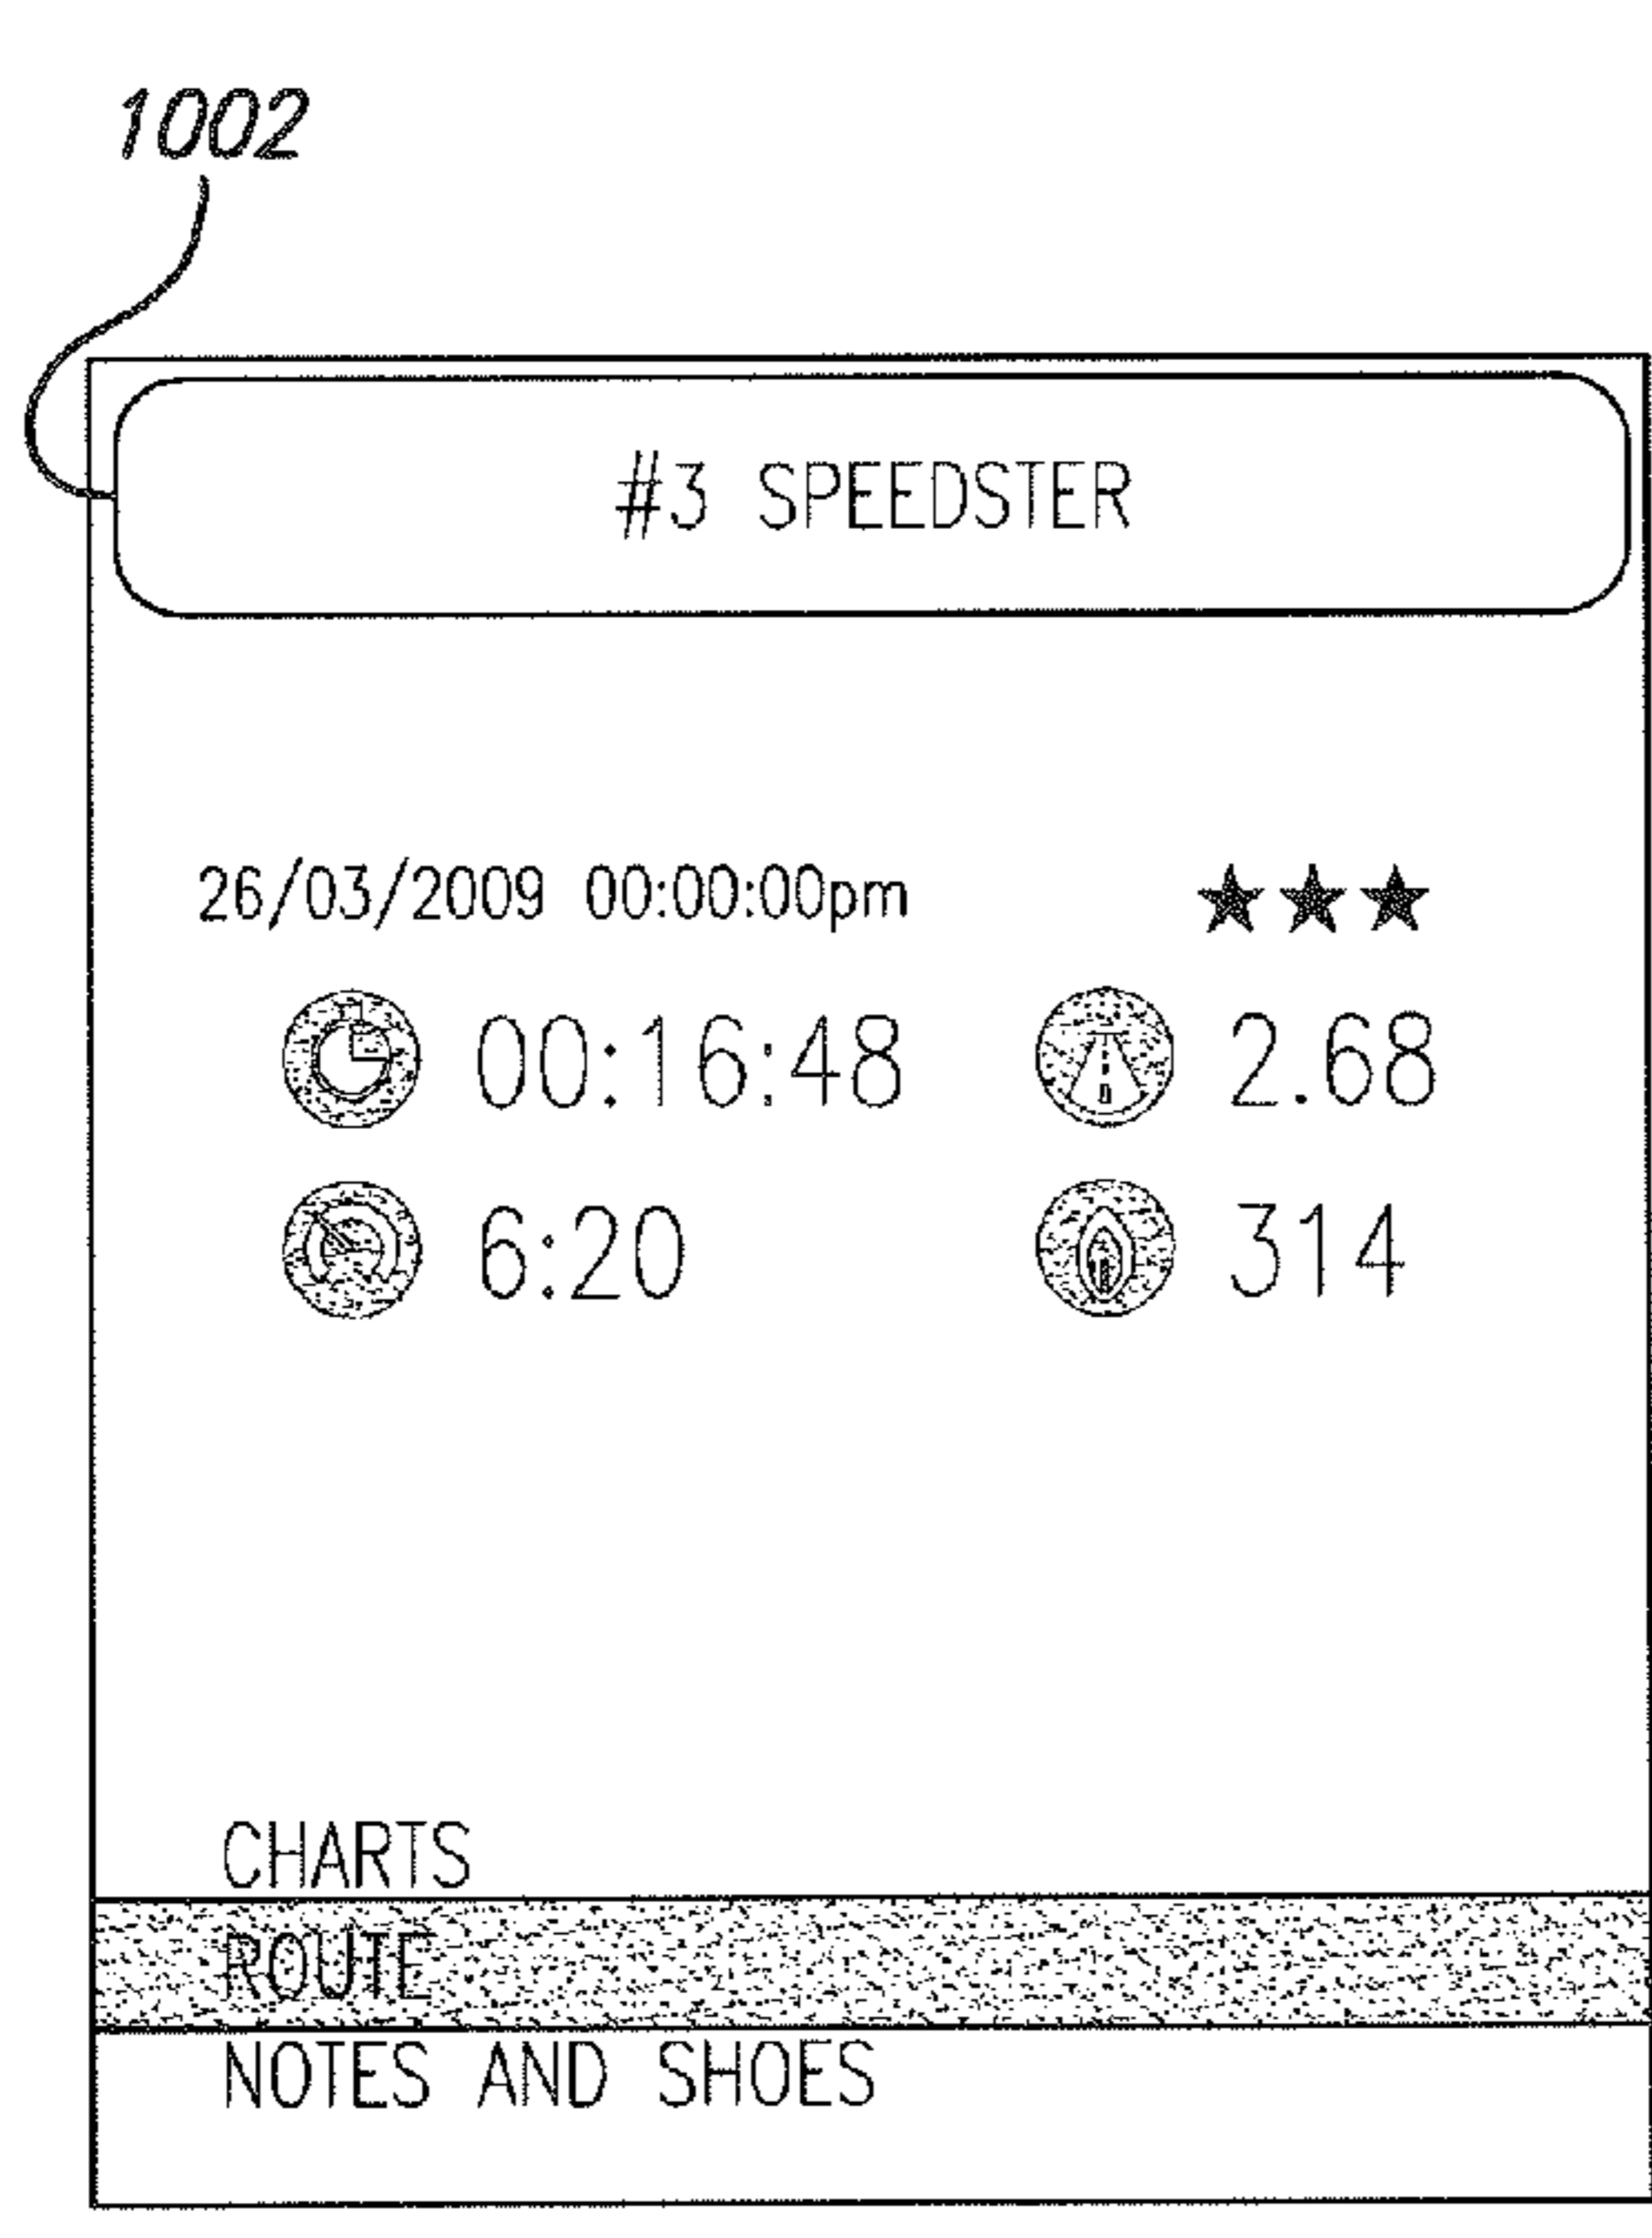 1002
#3 SPEEDSTER
26/03/2009 00:00:00pm
00:16:48 2.68
6:20 314
CHARTS
ROUTE
NOTES AND SHOES